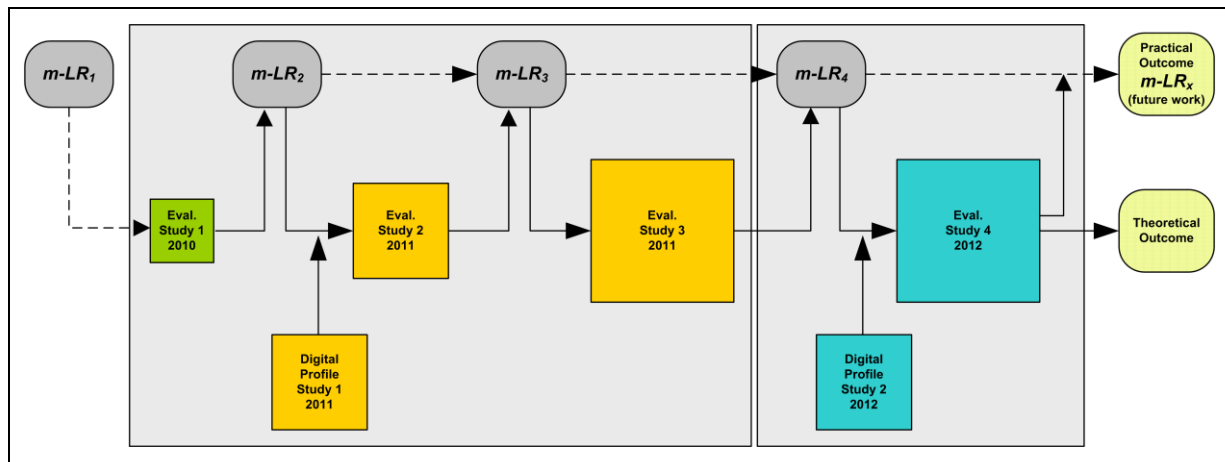 m-LR1
m-LR2
m-LR3
m-LR4
Practical
Outcome
m-LRx
(future work)
Eval.
Study 1
2010
Eval.
Study 2
2011
Eval.
Study 3
2011
Eval.
Study 4
2012
Theoretical
Outcome
Digital
Profile
Study 1
2011
Digital
Profile
Study 2
2012